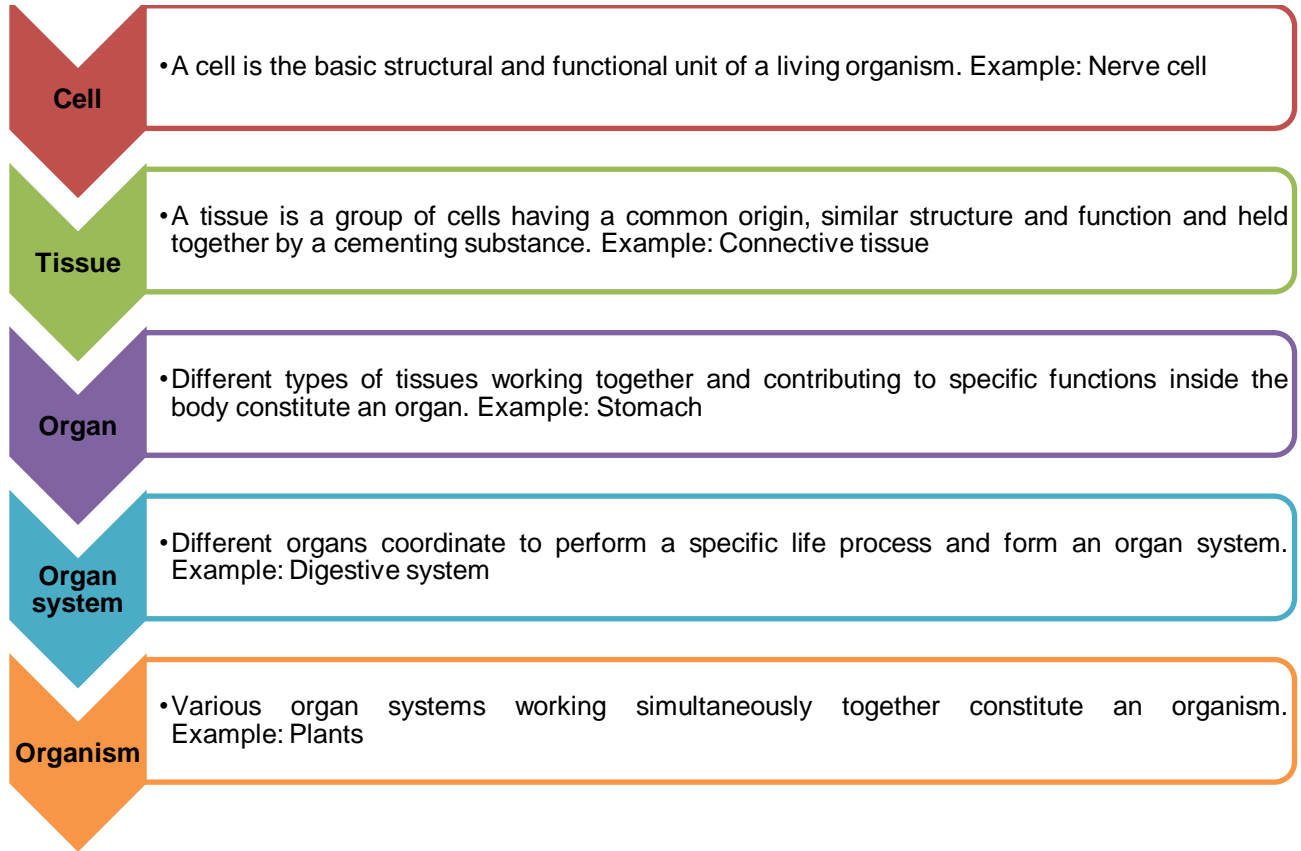 Cell
•A cell is the basic structural and functional unit of a living organism. Example: Nerve cell
Tissue
•A tissue is a group of cells having a common origin, similar structure and function and held
together by a cementing substance. Example: Connective tissue
Organ
•Different types of tissues working together and contributing to specific functions inside the
body constitute an organ. Example: Stomach
Organ
system
•Different organs coordinate to perform a specific life process and form an organ system.
Example: Digestive system
Organism
•Various organ systems working simultaneously together constitute an organism.
Example: Plants